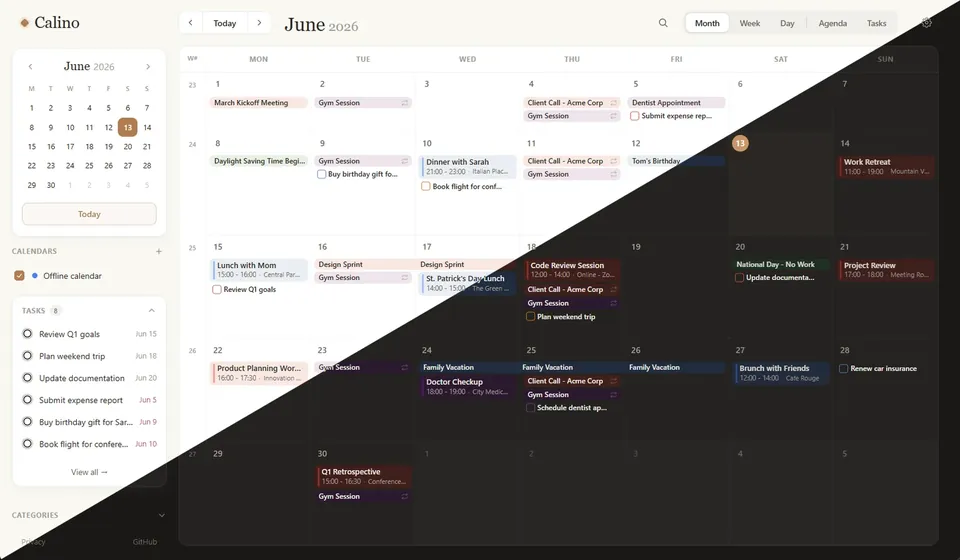 Calino
Today
June 2026
Month Week Day Agenda Tasks
June 2026
M T W T F S S
1 2 3 4 5 6 7
8 9 10 11 12 13 14
15 16 17 18 19 20 21
22 23 24 25 26 27 28
29 30 1 2 3 4 5
Today
CALENDARS +
Offline calendar
TASKS 8
Review Q1 goals Jun 15
Plan weekend trip Jun 18
Update documentation Jun 20
Submit expense report Jun 5
Buy birthday gift for Sar... Jun 9
Book flight for confere... Jun 10
View all →
CATEGORIES
Privacy GitHub
W# MON TUE WED THU FRI SAT SUN
23 1 2 3 4 5 6 7
March Kickoff Meeting Gym Session Client Call - Acme Corp Dentist Appointment
Gym Session Submit expense rep...
24 8 9 10 11 12 13 14
Daylight Saving Time Begi... Gym Session Dinner with Sarah Client Call - Acme Corp Tom's Birthday Work Retreat
Buy birthday gift fo... 21:00 - 23:00 · Italian Plac... Gym Session 11:00 - 19:00 Mountain V...
Book flight for conf...
25 15 16 17 18 19 20 21
Lunch with Mom Design Sprint Design Sprint Code Review Session National Day - No Work Project Review
15:00 - 16:00 · Central Par... Gym Session St. Patrick's Day Lunch 12:00 - 14:00 · Online - Zo... Update documenta... 17:00 - 18:00 · Meeting Ro...
Review Q1 goals 14:00 - 15:00 The Green ... Client Call - Acme Corp
Gym Session
Plan weekend trip
26 22 23 24 25 26 27 28
Product Planning Wor... Gym Session Family Vacation Family Vacation Family Vacation Brunch with Friends Renew car insurance
16:00 - 17:30 · Innovation ... Doctor Checkup Client Call - Acme Corp 12:00 - 14:00 · Cafe Rouge
18:00 - 19:00 · City Medic... Gym Session
Schedule dentist ap...
27 29 30 1 2 3 4 5
Q1 Retrospective
15:00 - 16:30 · Conference...
Gym Session